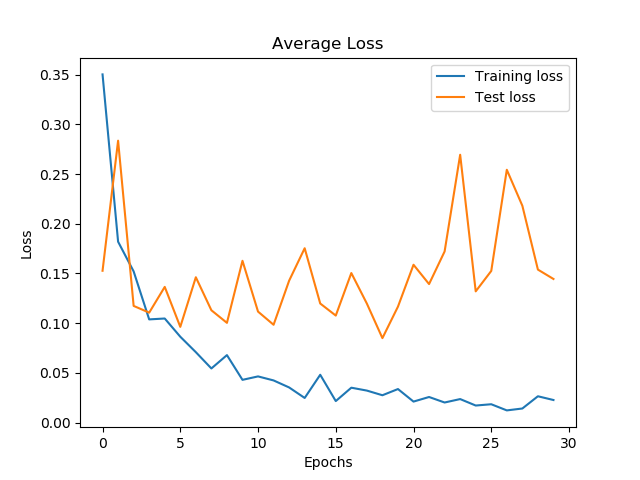 Average Loss
Training loss
Test loss
0.35
0.30
0.25
0.20
0.15
0.10
0.05
0.00
Loss
0 5 10 15 20 25 30
Epochs